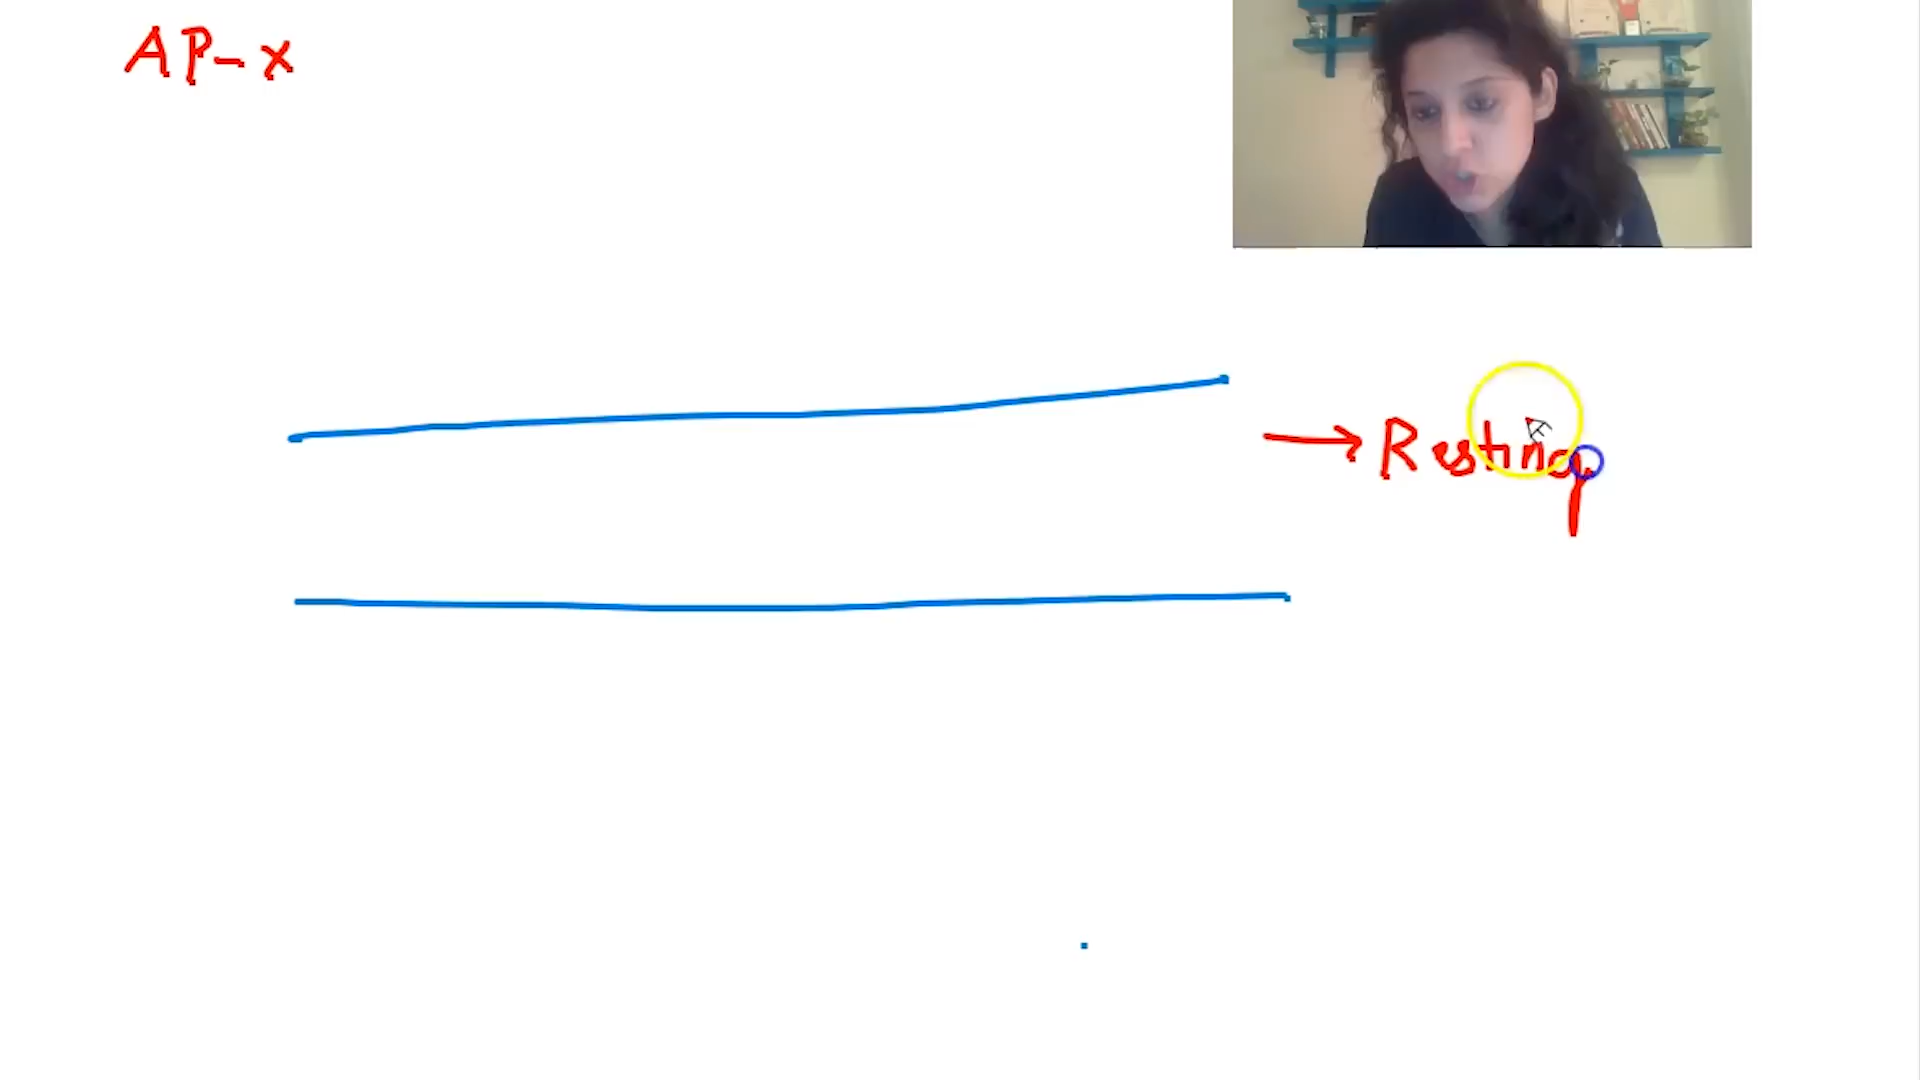 AP- x
→ Resting